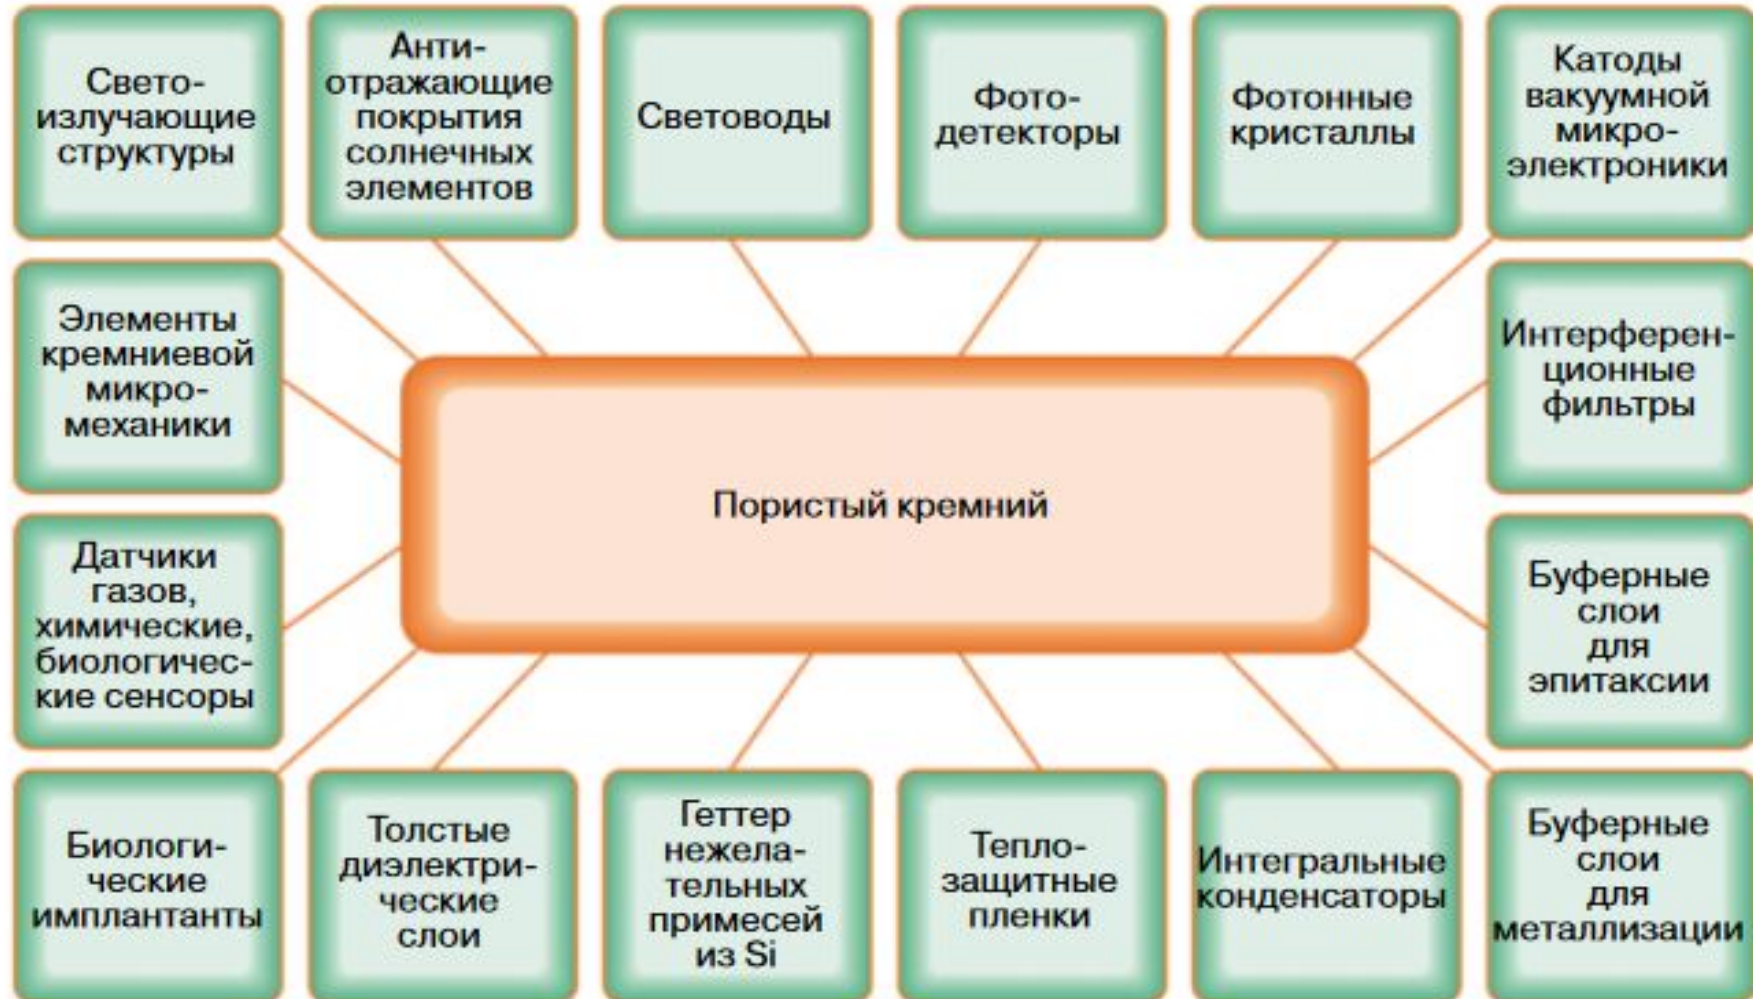 Свето-
излучающие
структуры
Анти-
отражающие
покрытия
солнечных
элементов
Световоды
Фото-
детекторы
Фотонные
кристаллы
Катоды
вакуумной
микро-
электроники
Элементы
кремниевой
микро-
механики
Интерферен-
ционные
фильтры
Пористый кремний
Датчики
газов,
химические,
биологичес-
кие сенсоры
Буферные
слои
для
эпитаксии
Биологи-
ческие
имплантанты
Толстые
диэлектри-
ческие
слои
Геттер
нежела-
тельных
примесей
из Si
Тепло-
защитные
пленки
Интегральные
конденсаторы
Буферные
слои
для
металлизации